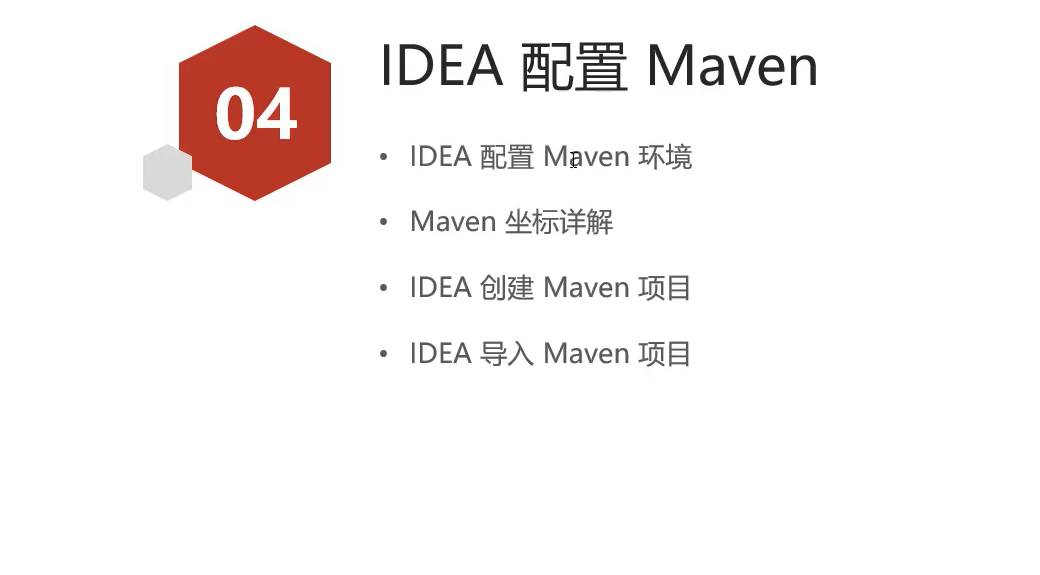 04
IDEA 配置 Maven
• IDEA 配置 Maven 环境
• Maven 坐标详解
• IDEA 创建 Maven 项目
• IDEA 导入 Maven 项目